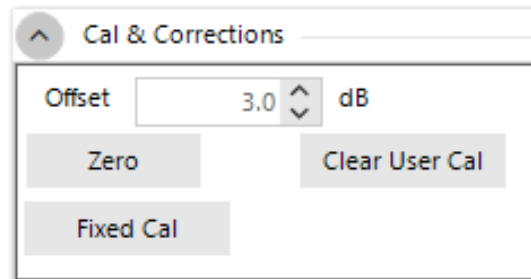 Cal & Corrections
Offset 3.0 dB
Zero Clear User Cal
Fixed Cal